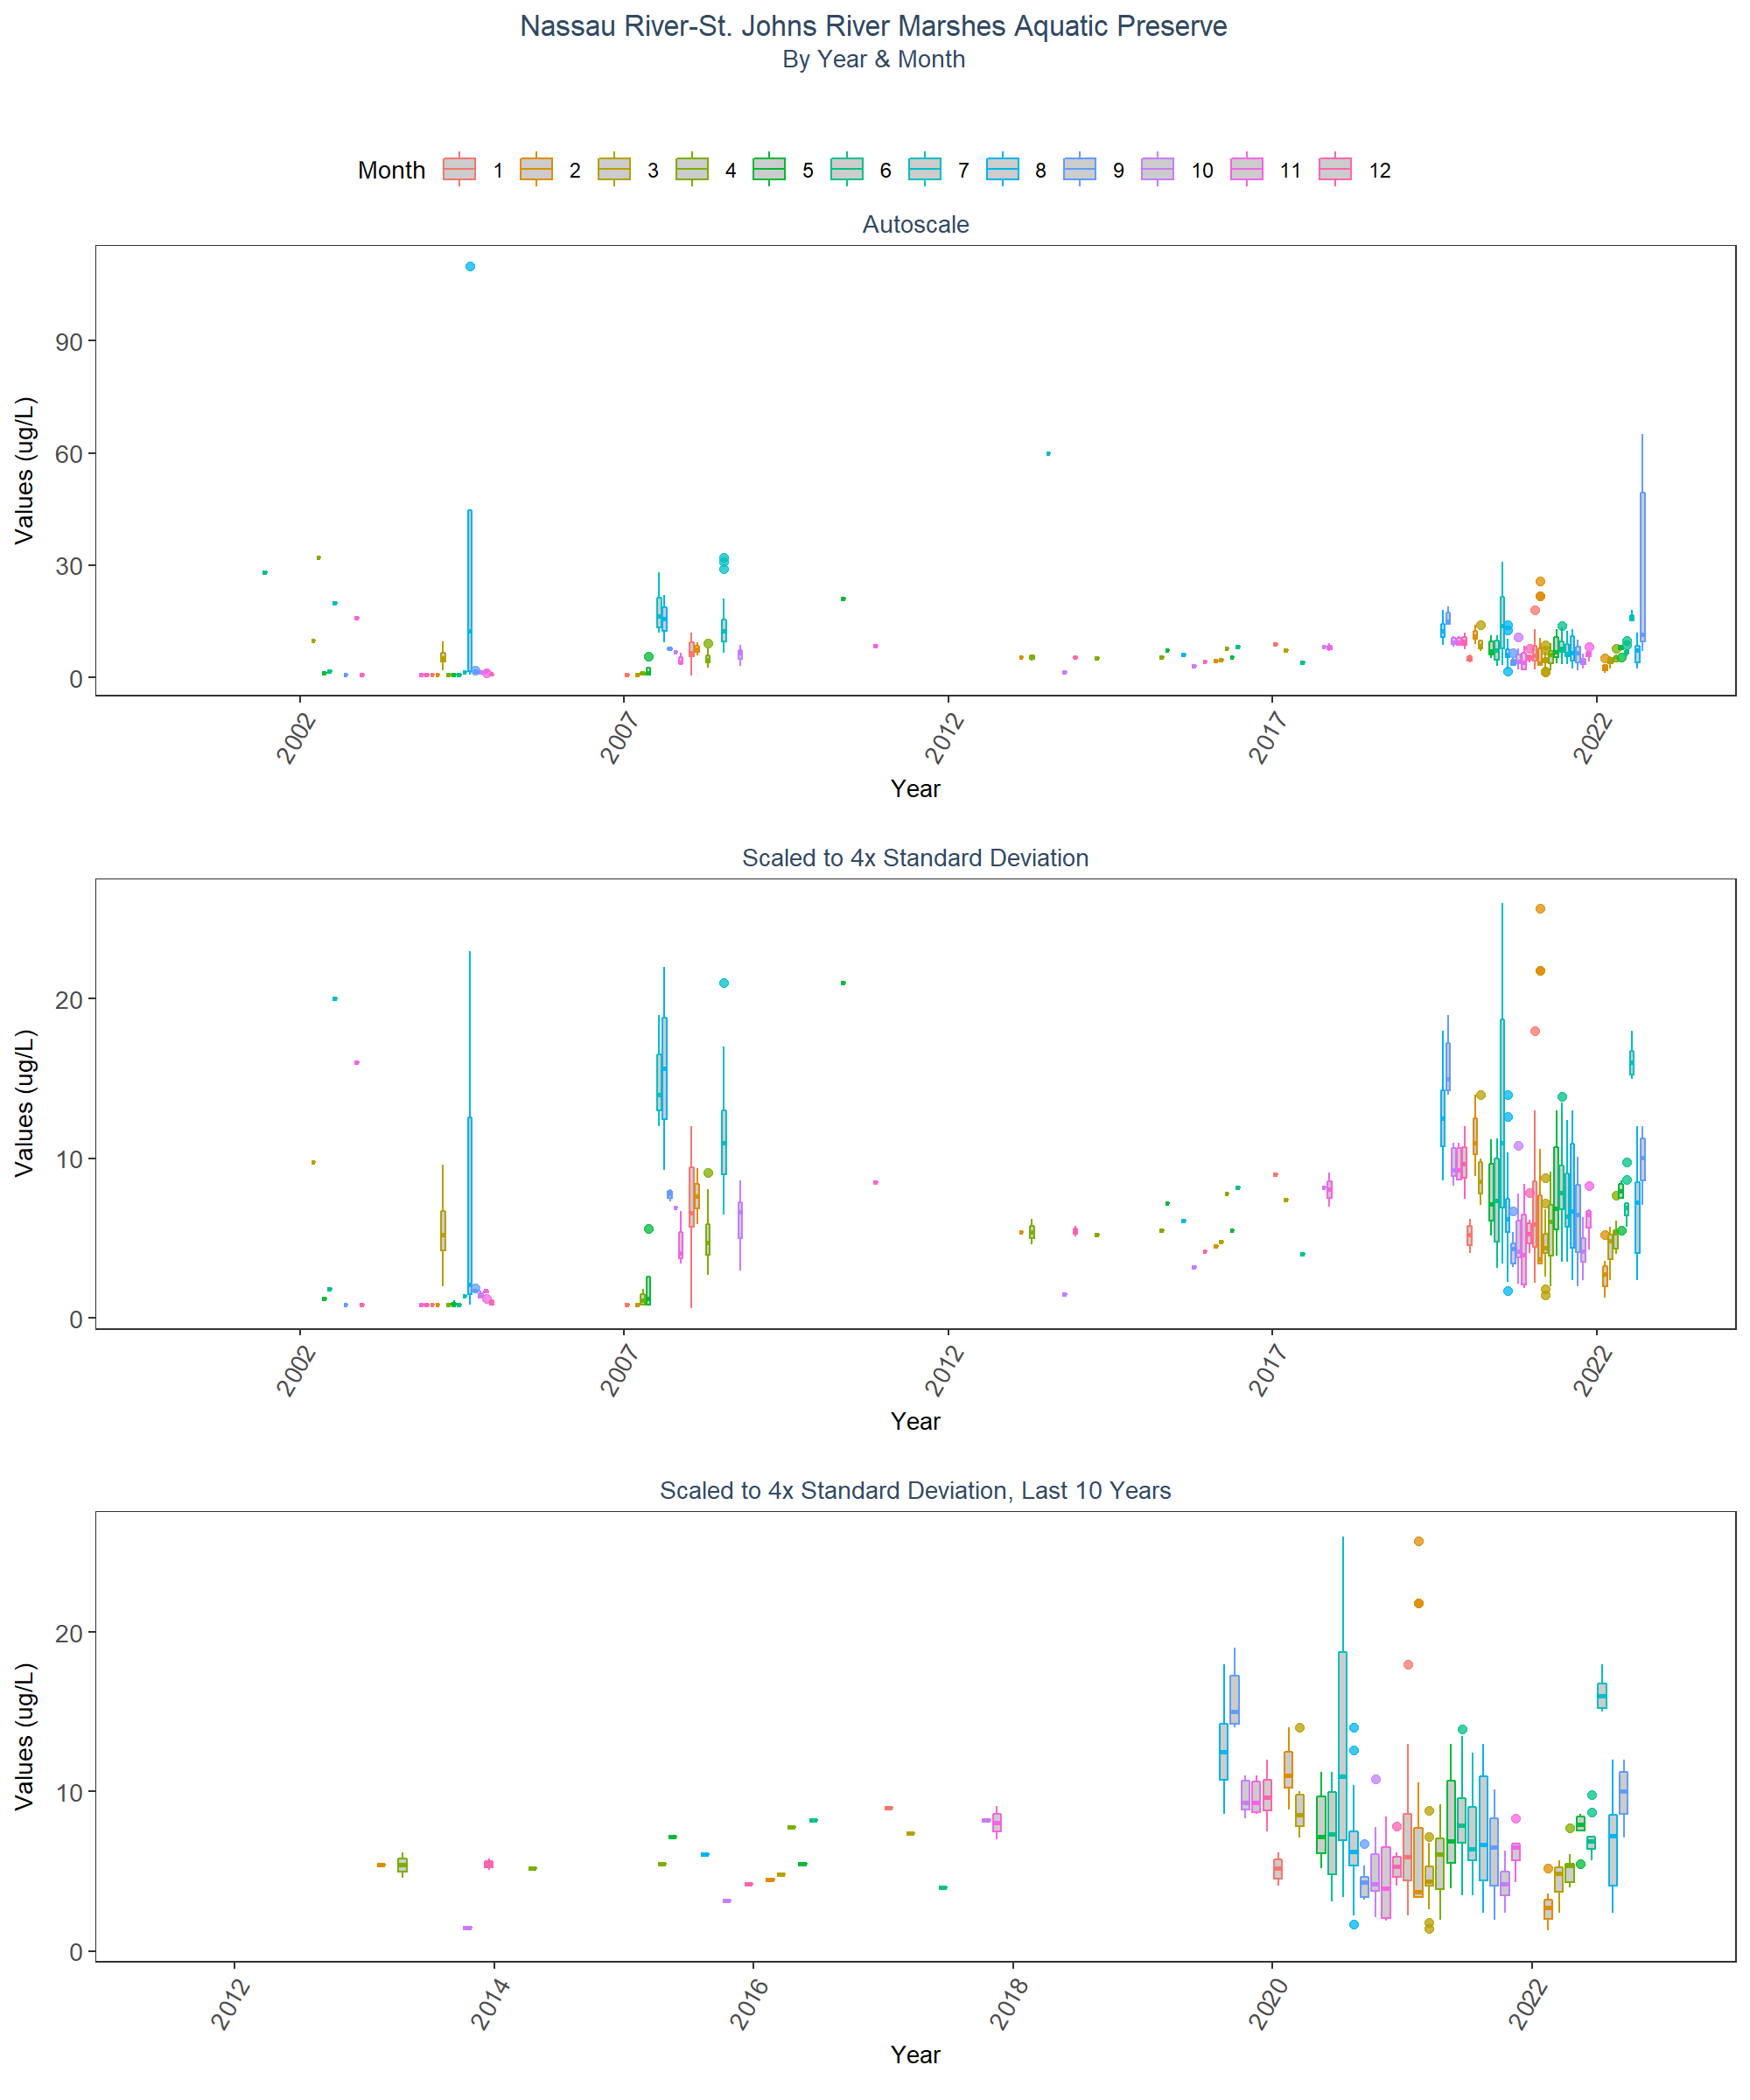 Nassau River-St. Johns River Marshes Aquatic Preserve
By Year & Month
Month 1 2 3 4 5 6 7 8 9 10 11 12
Autoscale
Values (ug/L)
90
60
30
0
2002 2007 2012 2017 2022
Year
Scaled to 4x Standard Deviation
Values (ug/L)
20
10
0
2002 2007 2012 2017 2022
Year
Scaled to 4x Standard Deviation, Last 10 Years
Values (ug/L)
20
10
0
2012 2014 2016 2018 2020 2022
Year